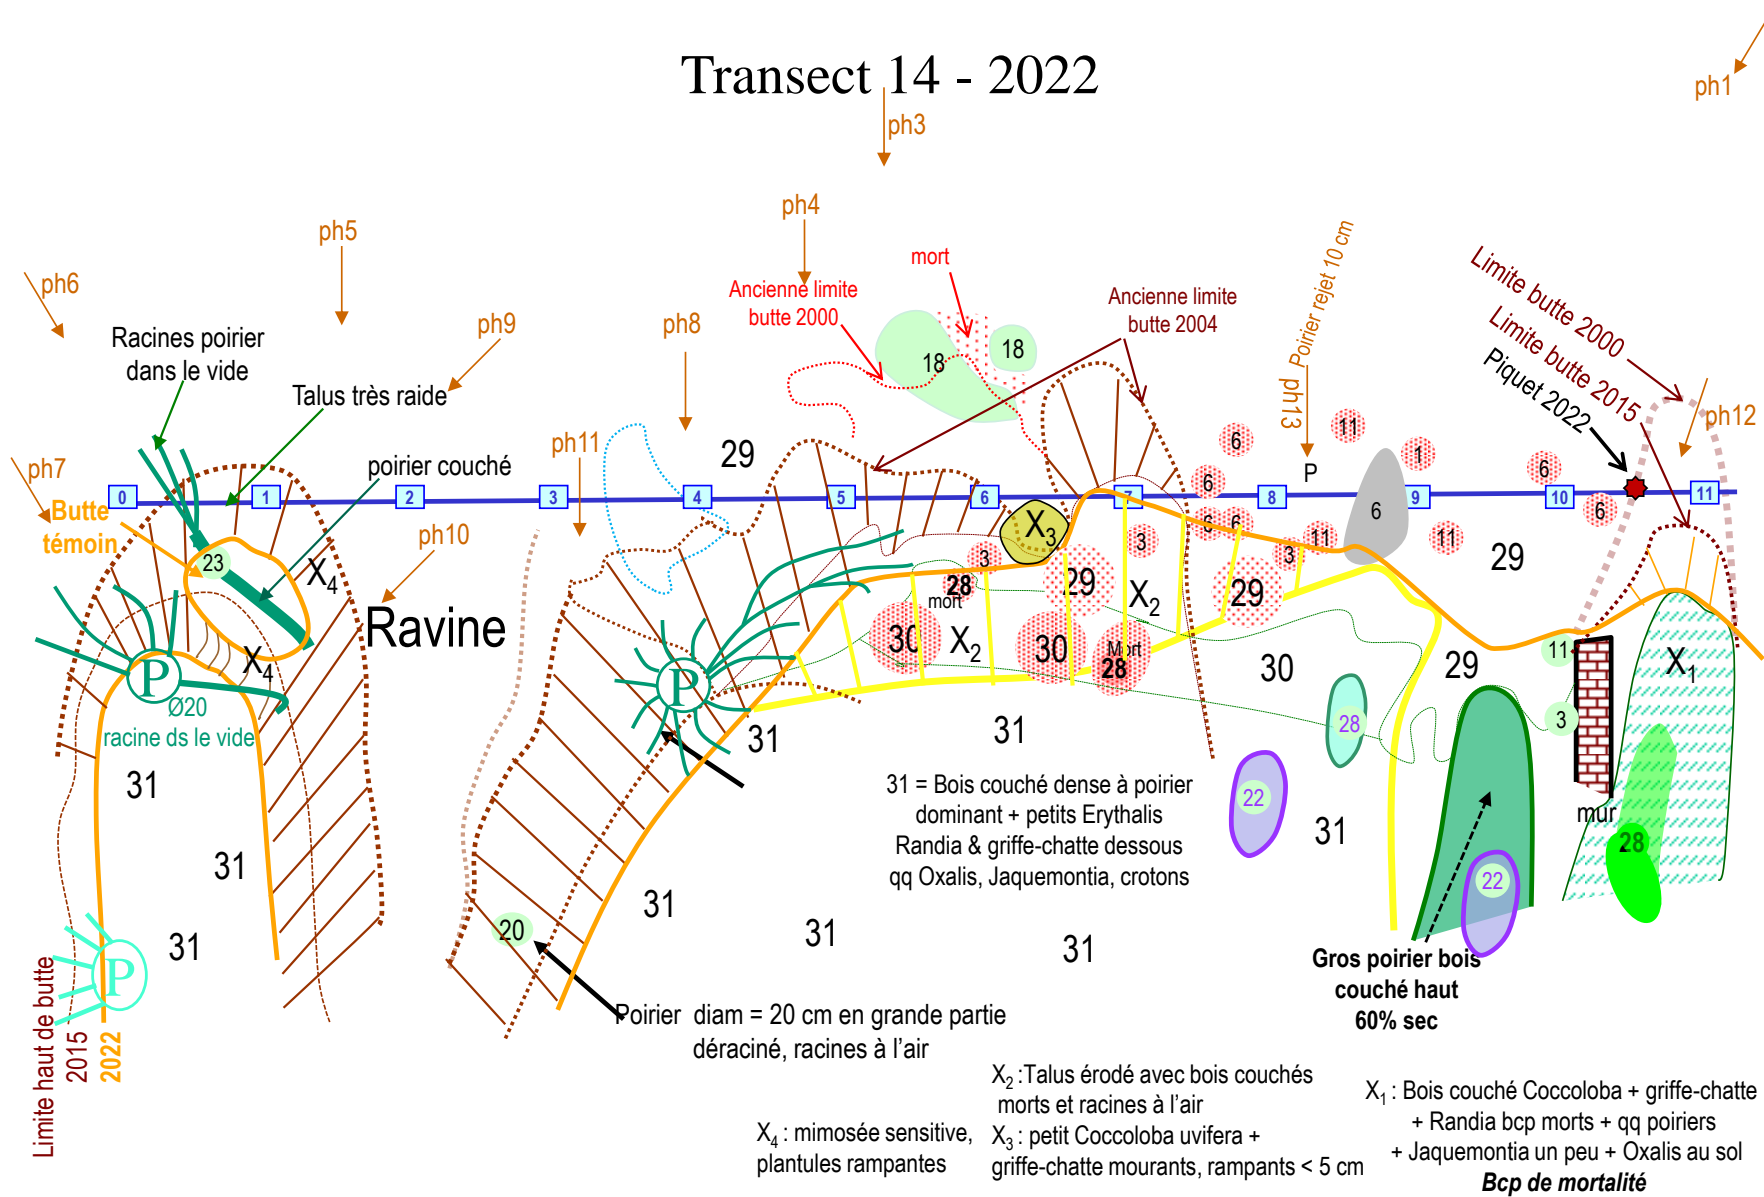 Transect 14 - 2022
ph1
ph3
ph4
ph5
ph6
mort
Ancienne limite
butte 2000
Ancienne limite
butte 2004
Poirier rejet 10 cm
ph13
Limite butte 2000
Limite butte 2015
Piquet 2022
ph12
ph9
ph8
Racines poirier
dans le vide
Talus très raide
18
18
ph11
poirier couché
ph7
29
6
11
1
6
6
P
0
1
2
3
4
5
6
7
8
9
10
11
Butte
témoin
ph10
6
6
6
6
11
11
X3
3
3
29
23
X4
28
mort
29
X2
29
Ravine
30
X2
30
Mort
28
30
29
11
X4
X1
P
Ø20
racine ds le vide
P
28
3
31
31
31
31 = Bois couché dense à poirier
dominant + petits Erythalis
Randia & griffe-chatte dessous
qq Oxalis, Jaquemontia, crotons
22
31
mur
28
31
31
22
20
31
31
31
P
Gros poirier bois
couché haut
60% sec
Limite haut de butte
2015
2022
Poirier diam = 20 cm en grande partie
déraciné, racines à l'air
X2 :Talus érodé avec bois couchés
morts et racines à l'air
X1 : Bois couché Coccoloba + griffe-chatte
+ Randia bcp morts + qq poiriers
+ Jaquemontia un peu + Oxalis au sol
Bcp de mortalité
X4 : mimosée sensitive,
plantules rampantes
X3 : petit Coccoloba uvifera +
griffe-chatte mourants, rampants < 5 cm